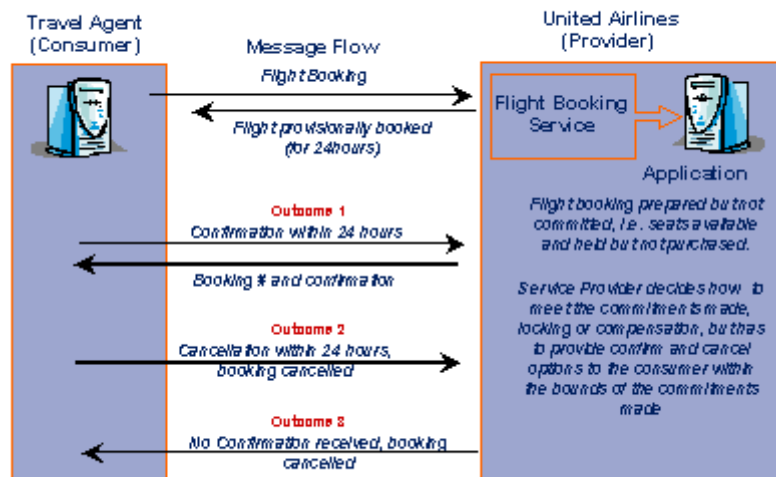 Travel Agent
(Consumer)
Message Flow
United Airlines
(Provider)
Flight Booking
Flight provisionally booked
(for 24hours)
Flight Booking
Service
Application
Outcome 1
Confirmation within 24 hours
Booking # and confirmation
Outcome 2
Cancellation within 24 hours,
booking cancelled
Outcome 3
No Confirmation received, booking
cancelled
Flight booking prepared but not
committed, i.e. seats available
and held but not purchased.
Service Provider decides how to
meet the commitments made,
locking or compensation, but has
to provide confirm and cancel
options to the consumer within
the bounds of the commitments
made